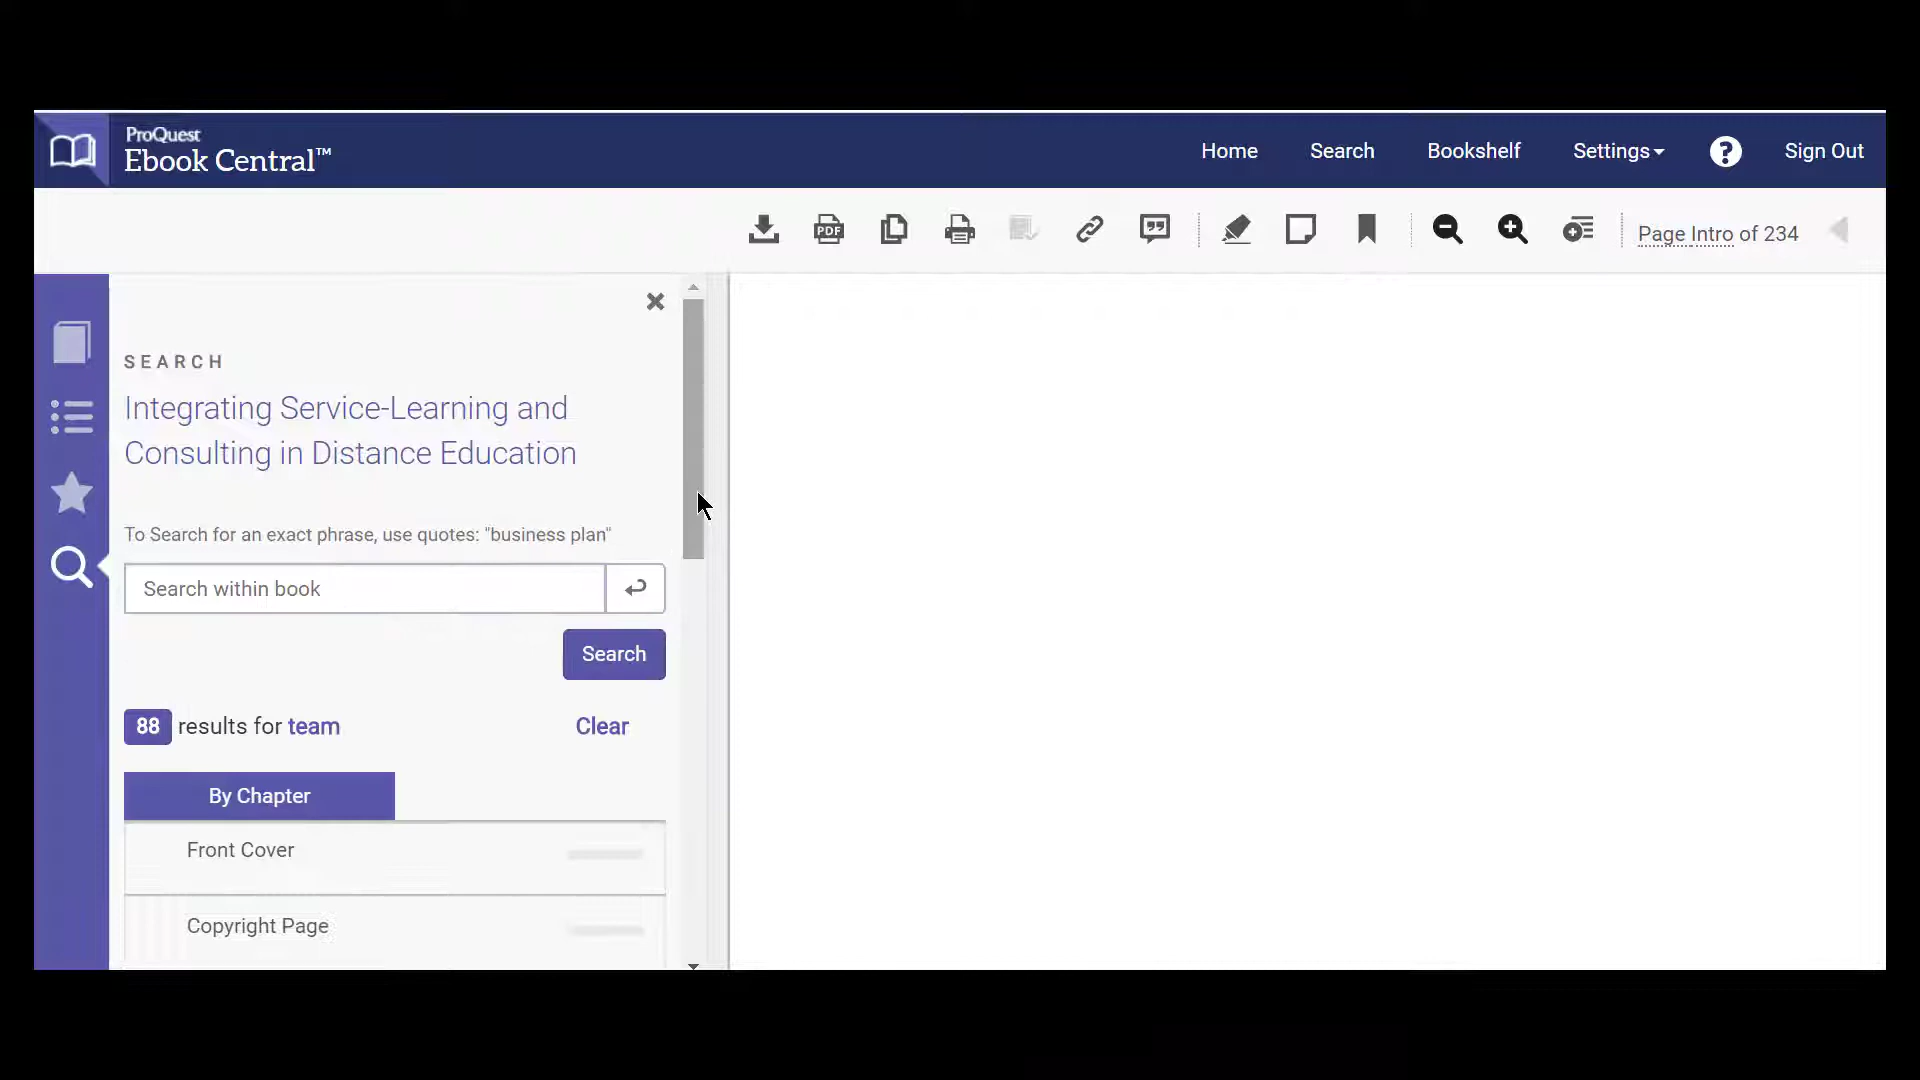 ProQuest
Ebook Central™
Home Search Bookshelf Settings ? Sign Out
PDF
Page Intro of 234
SEARCH
Integrating Service-Learning and
Consulting in Distance Education
To Search for an exact phrase, use quotes: "business plan"
Search within book
Search
88 results for team Clear
By Chapter
Front Cover
Copyright Page